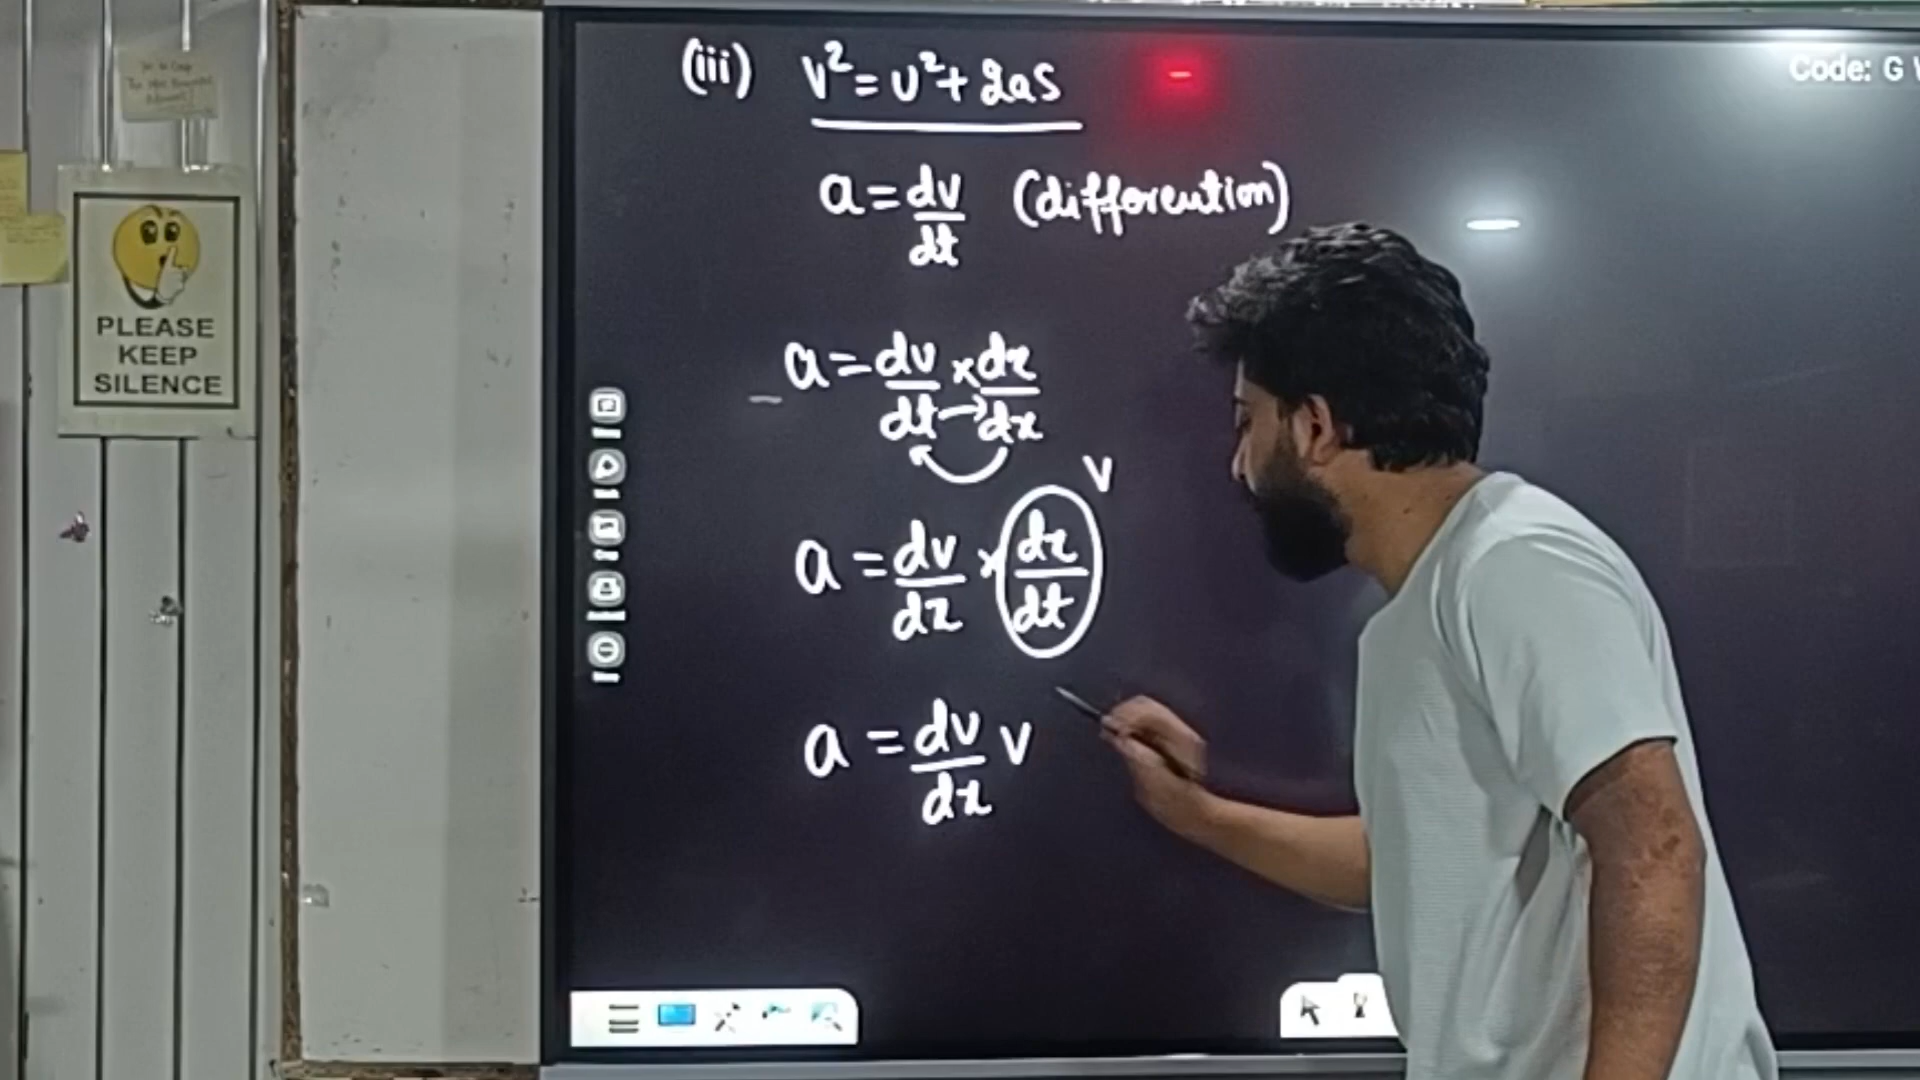 (iii) v² = u² + 2aS
Code: G
a = dv/dt (differeution)
a = dv/dt × dx/dx
v
a = dv/dx × dx/dt
a = dv/dx v
PLEASE
KEEP
SILENCE